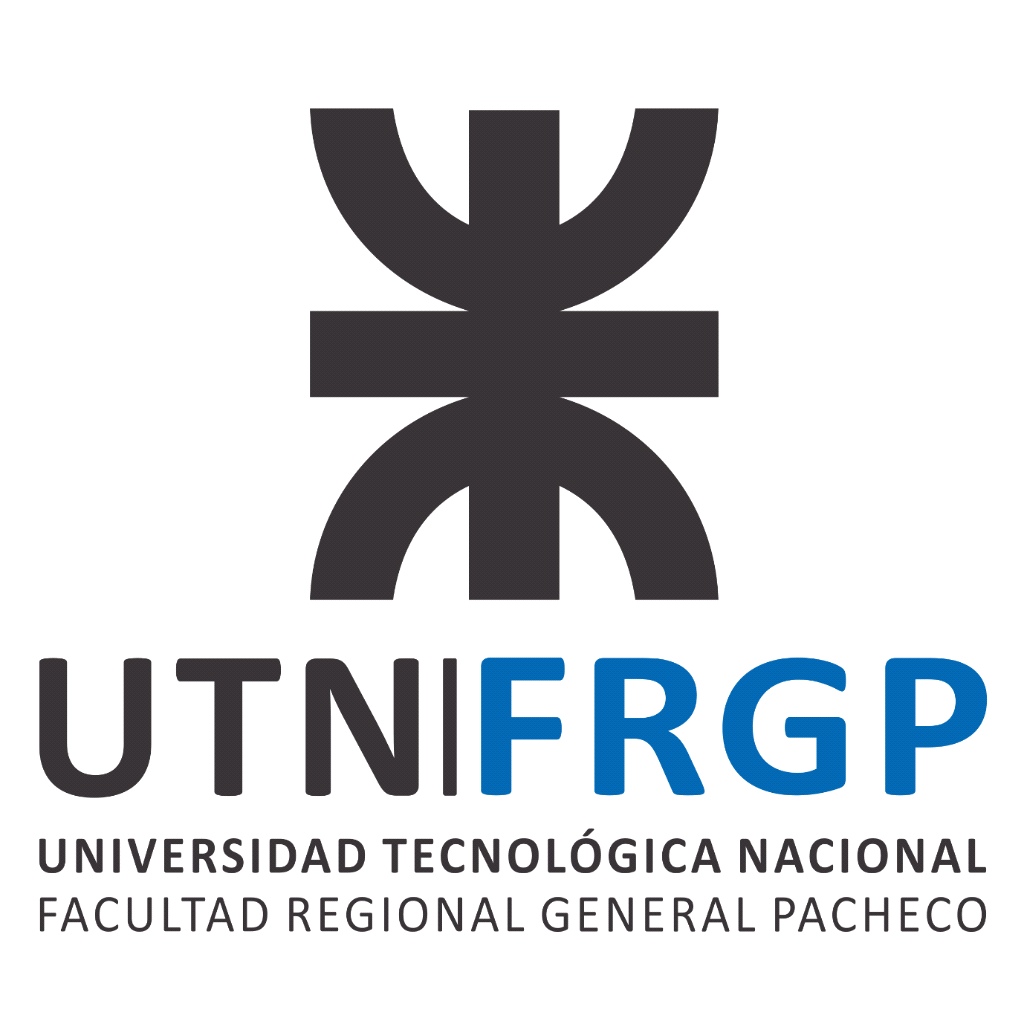 UTN|FRGP
UNIVERSIDAD TECNOLÓGICA NACIONAL
FACULTAD REGIONAL GENERAL PACHECO